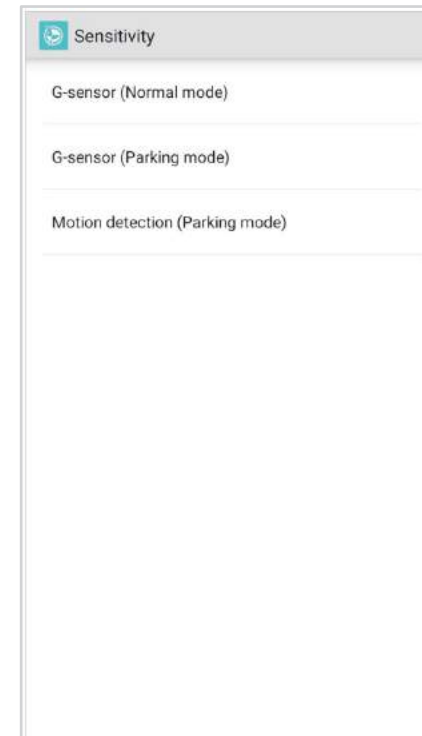 Sensitivity
G-sensor (Normal mode)
G-sensor (Parking mode)
Motion detection (Parking mode)